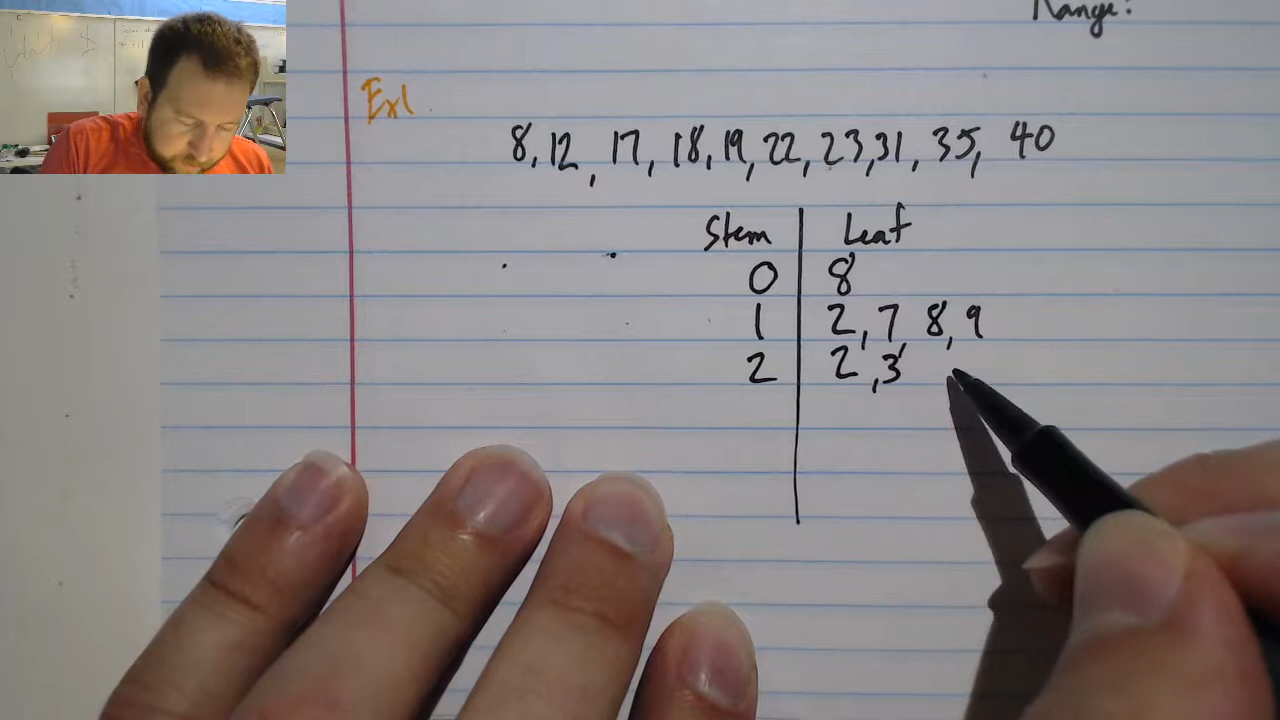 Range:
Ex1
8, 12, 17, 18, 19, 22, 23, 31, 35, 40
Stem Leaf
0 8
1 2, 7, 8, 9
2 2, 3